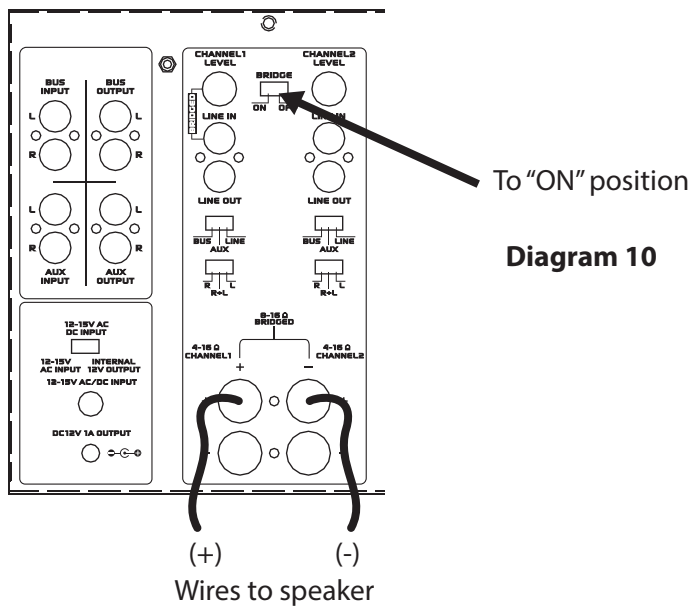 BUS INPUT
BUS OUTPUT
L
R
L
R
L
R
L
R
AUX INPUT
AUX OUTPUT
12-15V AC
DC INPUT
12-15V AC INPUT
INTERNAL 12V OUTPUT
12-15V AC/DC INPUT
DC12V 1A OUTPUT
CHANNEL1 LEVEL
BRIDGE
CHANNEL2 LEVEL
ON
BRIDGED
LINE IN
LINE OUT
LINE OUT
BUS LINE
AUX
BUS LINE
AUX
R L
R+L
R L
R+L
8-16 Ω
BRIDGED
4-16 Ω
CHANNEL1
4-16 Ω
CHANNEL2
+ −
To “ON” position
Diagram 10
(+) (-)
Wires to speaker